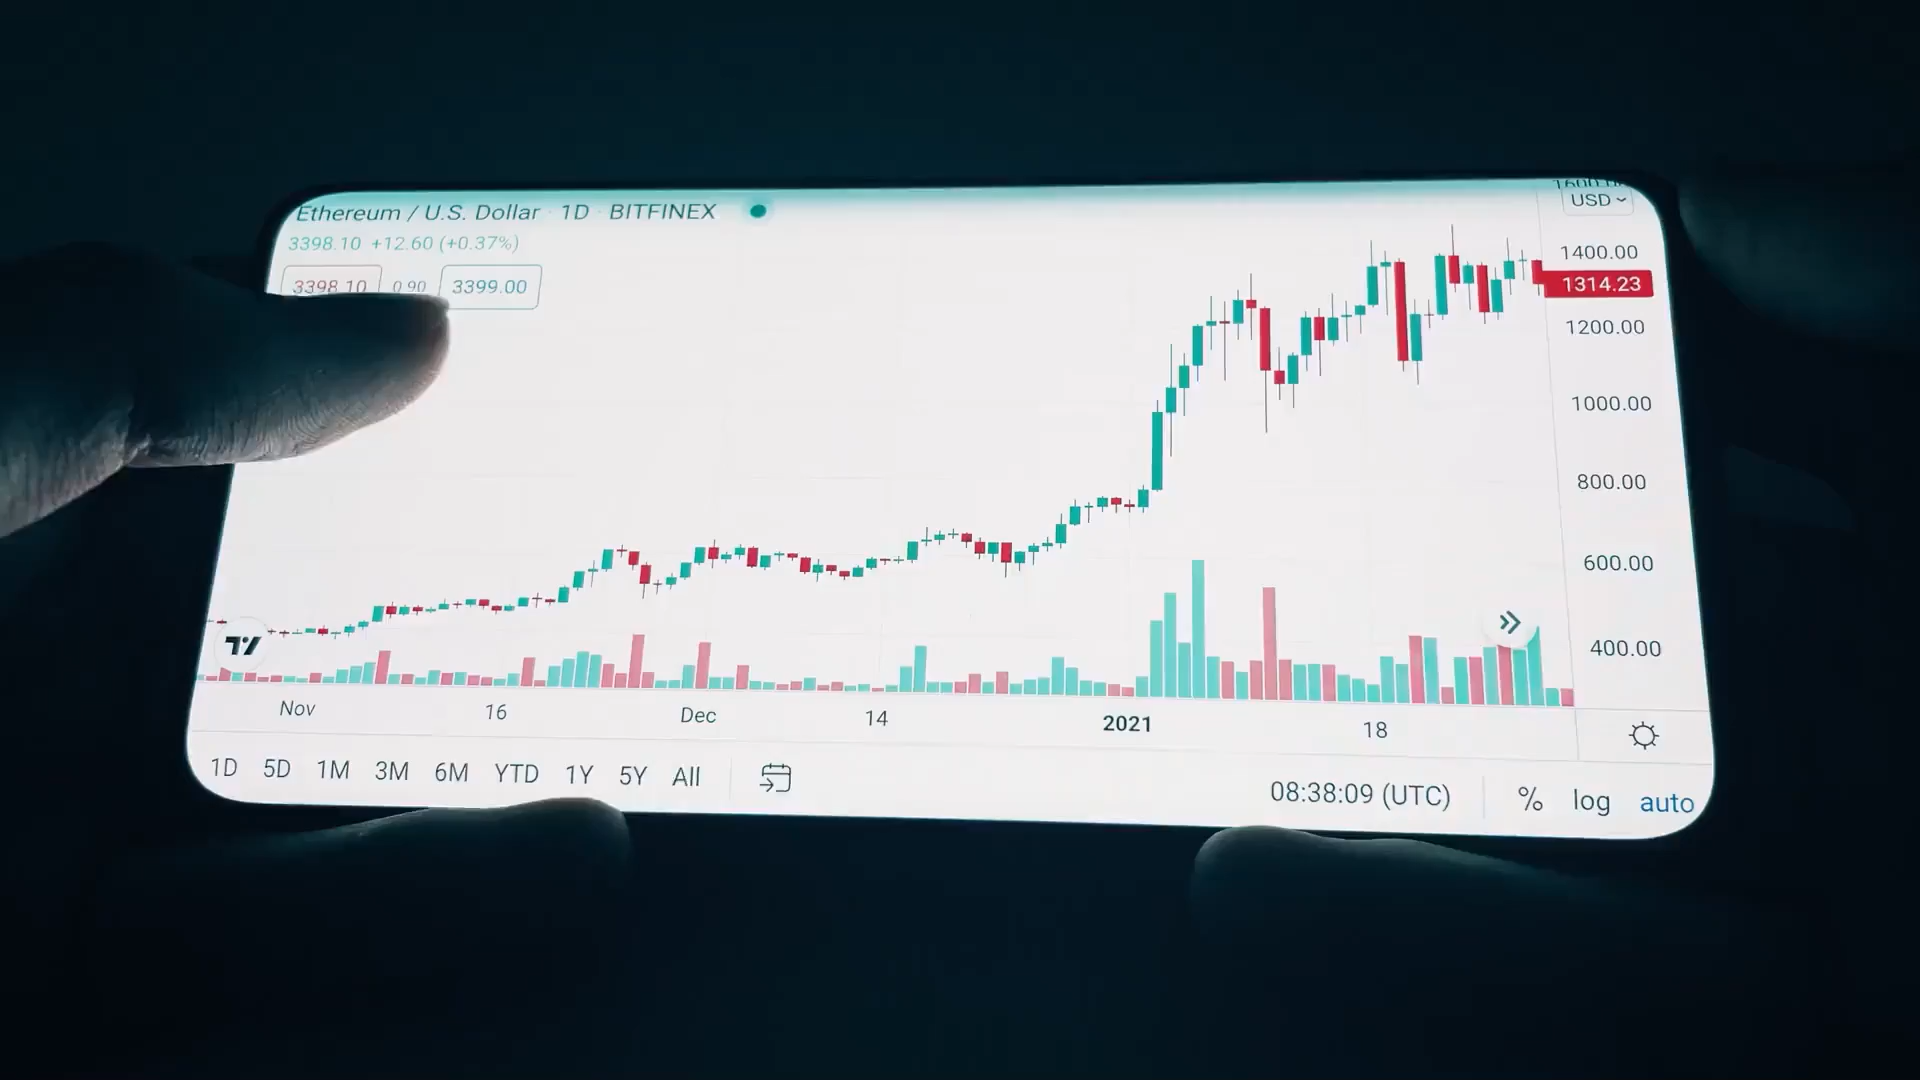 Ethereum / U.S. Dollar · 1D · BITFINEX
3398.10 +12.60 (+0.37%)
3398.10 0.90 3399.00
USD
1400.00
1314.23
1200.00
1000.00
800.00
600.00
400.00
Nov 16 Dec 14 2021 18
1D 5D 1M 3M 6M YTD 1Y 5Y All
08:38:09 (UTC) % log auto